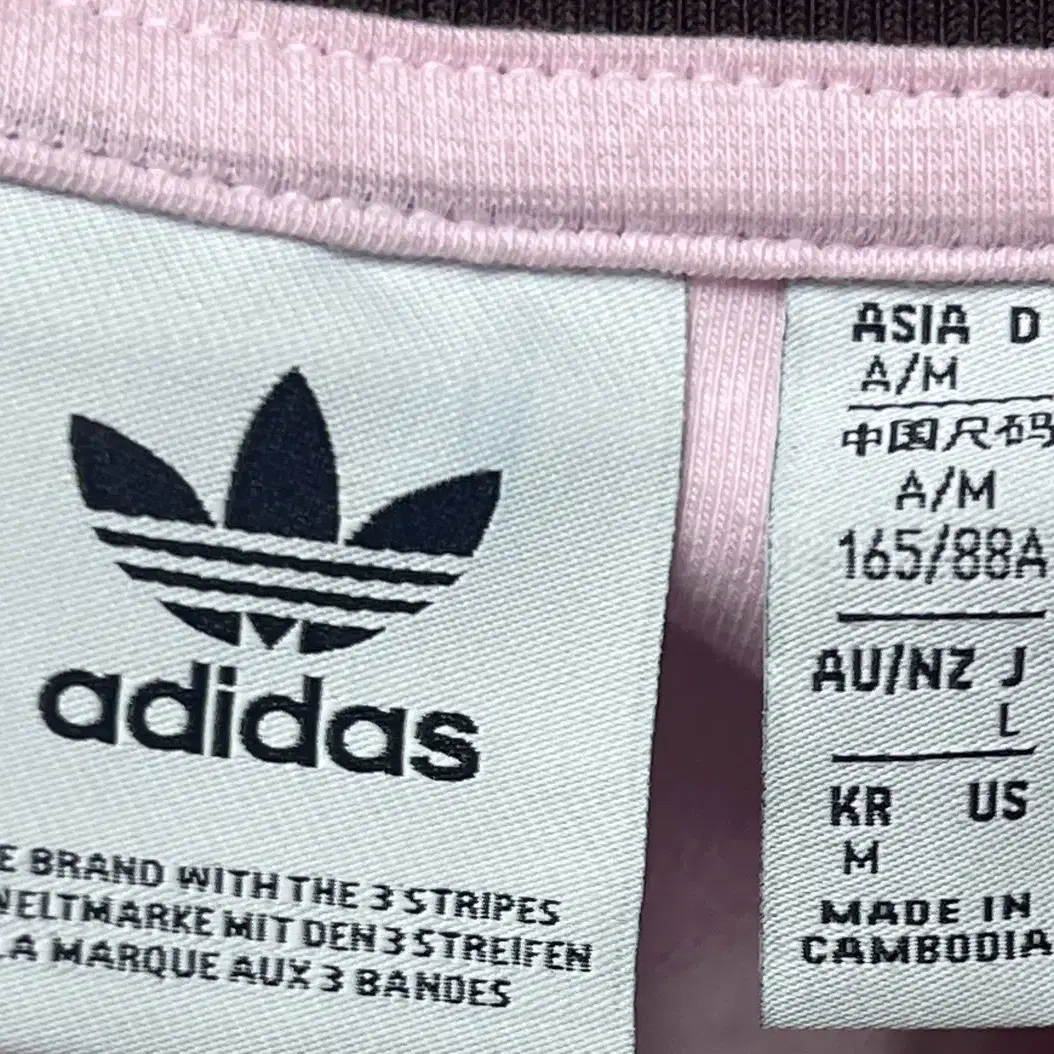 adidas
E BRAND WITH THE 3 STRIPES
WELTMARKE MIT DEN 3 STREIFEN
LA MARQUE AUX 3 BANDES
ASIA D
A/M
中国尺码
A/M
165/88A
AU/NZ J
L
KR US
M
MADE IN
CAMBODIA